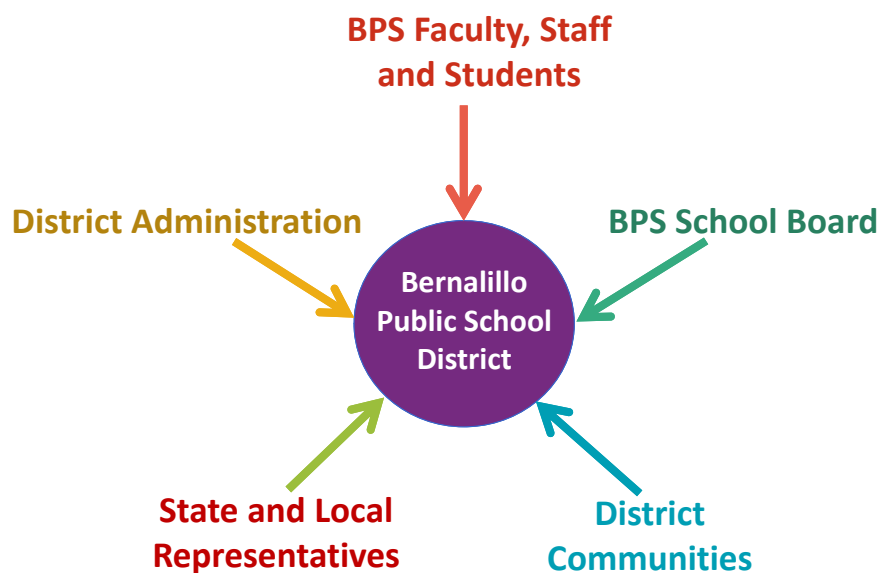 BPS Faculty, Staff
and Students
District Administration
BPS School Board
Bernalillo
Public School
District
State and Local
Representatives
District
Communities